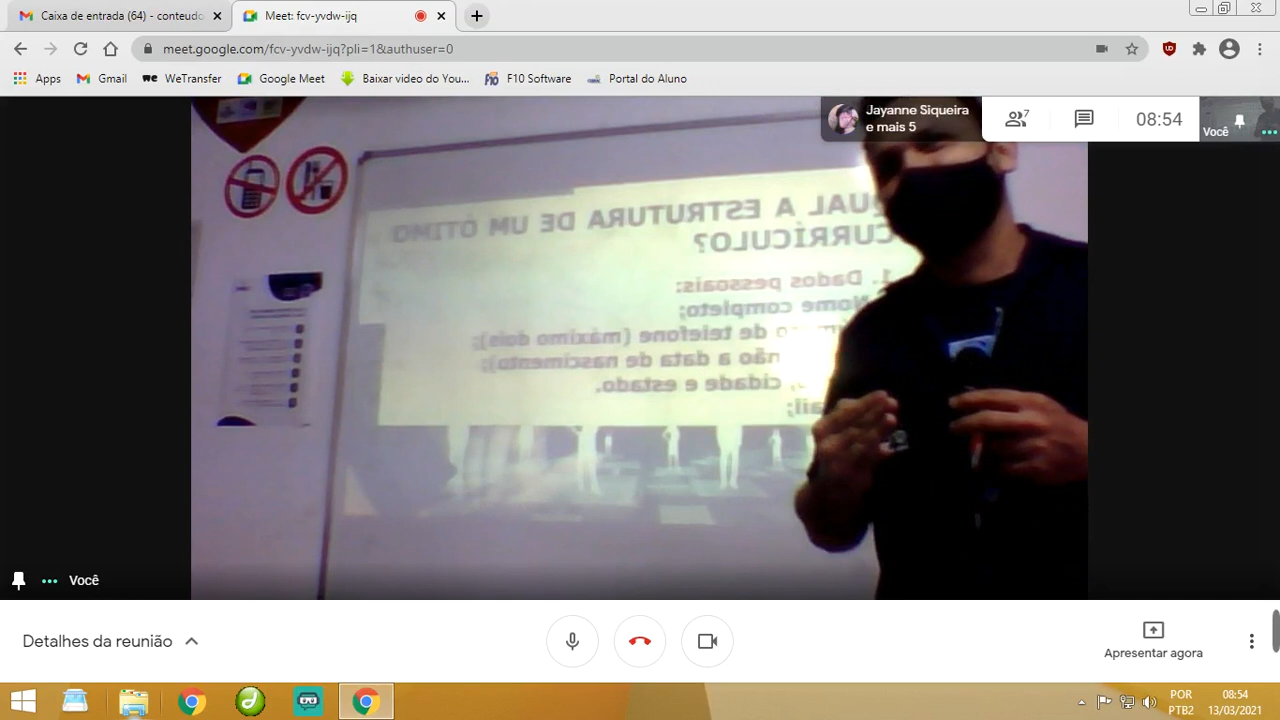 Caixa de entrada (64) - conteudo
Meet: fcv-yvdw-ijq
meet.google.com/fcv-yvdw-ijq?pli=1&authuser=0
Apps
Gmail
WeTransfer
Google Meet
Baixar video do You...
F10 Software
Portal do Aluno
Jayanne Siqueira
e mais 5
7
08:54
Você
QUAL A ESTRUTURA DE UM ÓTIMO
CURRÍCULO?
1. Dados pessoais:
Nome completo;
de telefone (máximo dois);
não a data de nascimento);
cidade e estado.
Você
Detalhes da reunião
Apresentar agora
POR
PTB2
08:54
13/03/2021